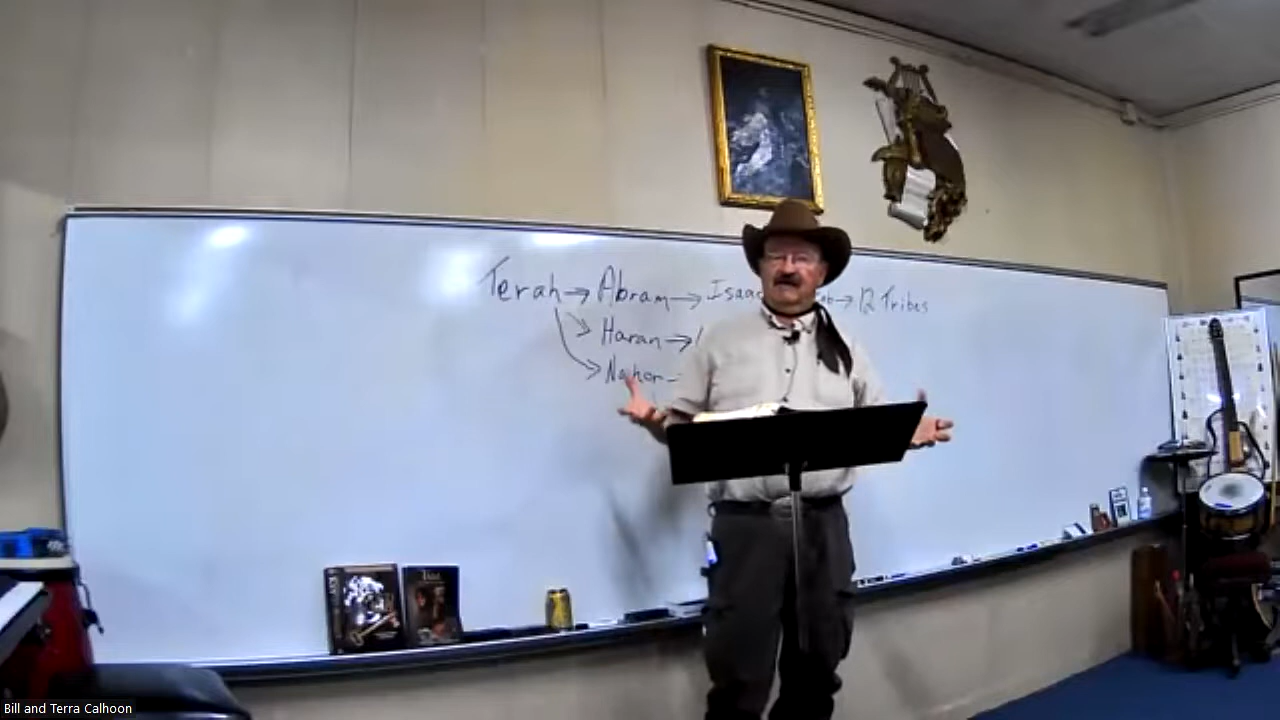 Terah → Abram → Isaac → 12 Tribes
Haran →
Nahor -
Bill and Terra Calhoon